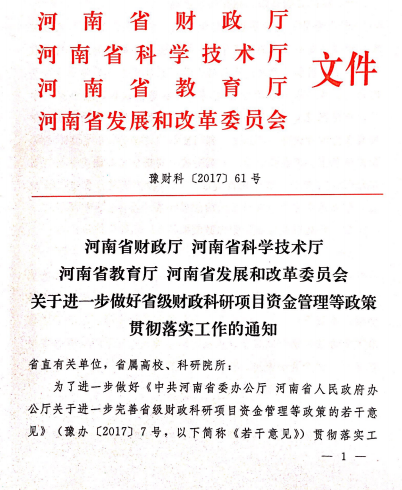 河南省财政厅
河南省科学技术厅
河南省教育厅
河南省发展和改革委员会
文件
豫财科〔2017〕61号
河南省财政厅 河南省科学技术厅
河南省教育厅 河南省发展和改革委员会
关于进一步做好省级财政科研项目资金管理等政策
贯彻落实工作的通知
省直有关单位，省属高校、科研院所：
为了进一步做好《中共河南省委办公厅 河南省人民政府办
公厅关于进一步完善省级财政科研项目资金管理等政策的若干意
见》（豫办〔2017〕7号，以下简称《若干意见》）贯彻落实工
— 1 —